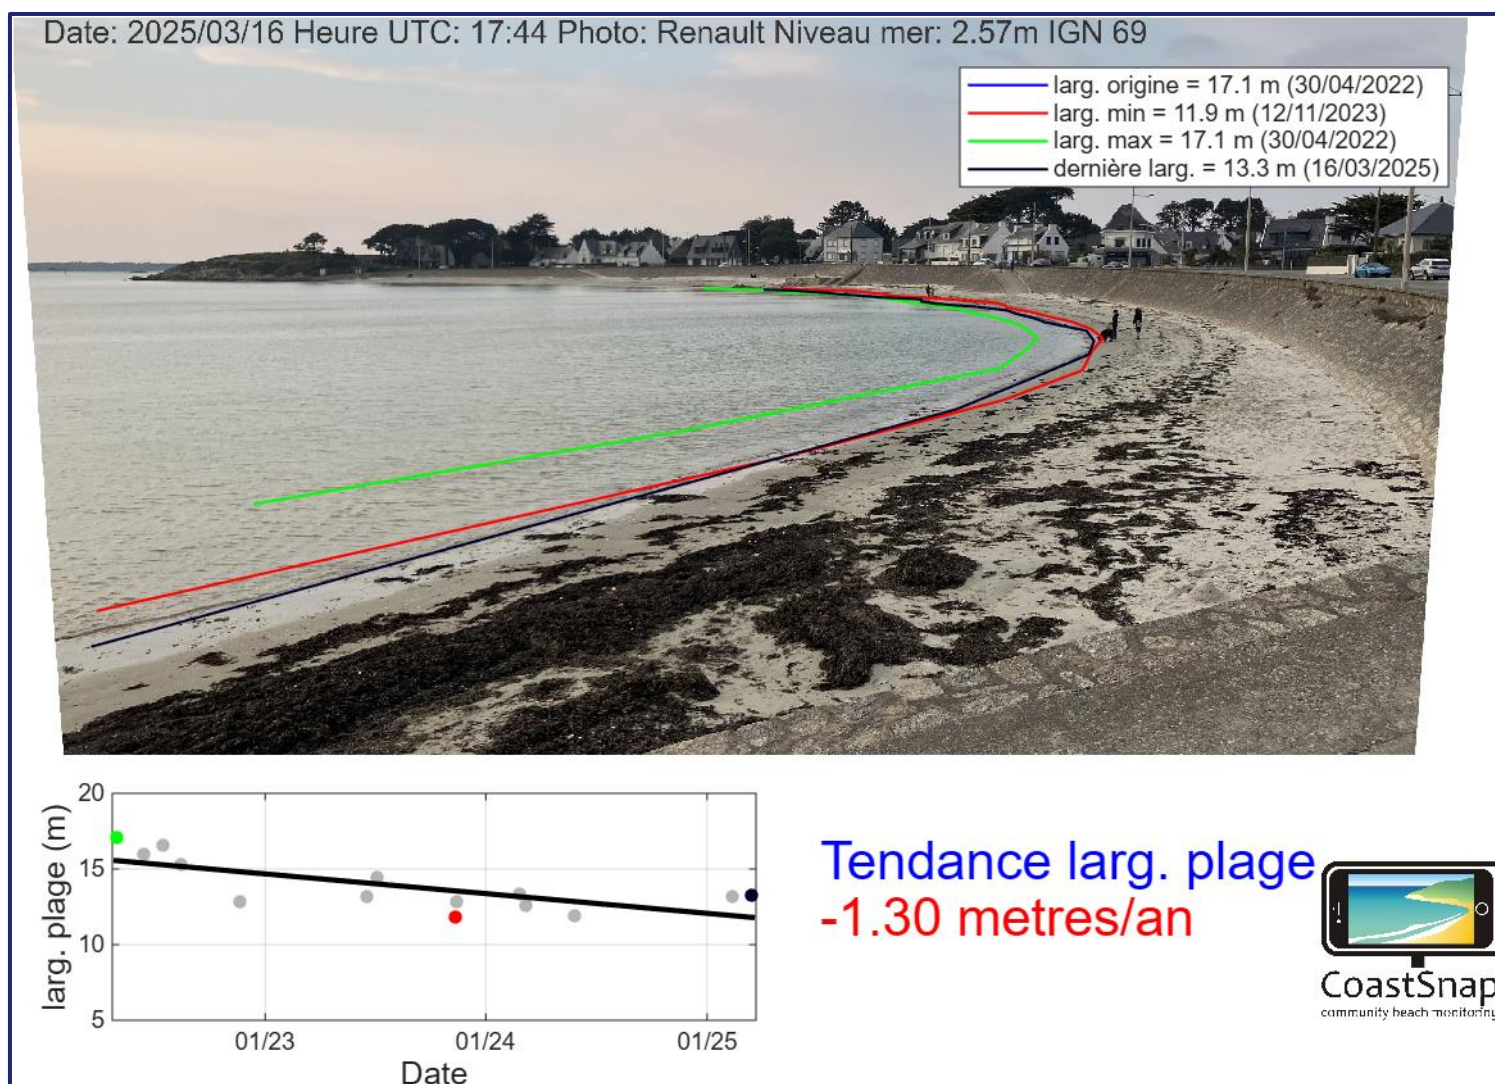 Date: 2025/03/16 Heure UTC: 17:44 Photo: Renault Niveau mer: 2.57m IGN 69
larg. origine = 17.1 m (30/04/2022)
larg. min = 11.9 m (12/11/2023)
larg. max = 17.1 m (30/04/2022)
dernière larg. = 13.3 m (16/03/2025)
larg. plage (m)
20
15
10
5
01/23
01/24
01/25
Date
Tendance larg. plage
-1.30 metres/an
CoastSnap
community beach monitoring